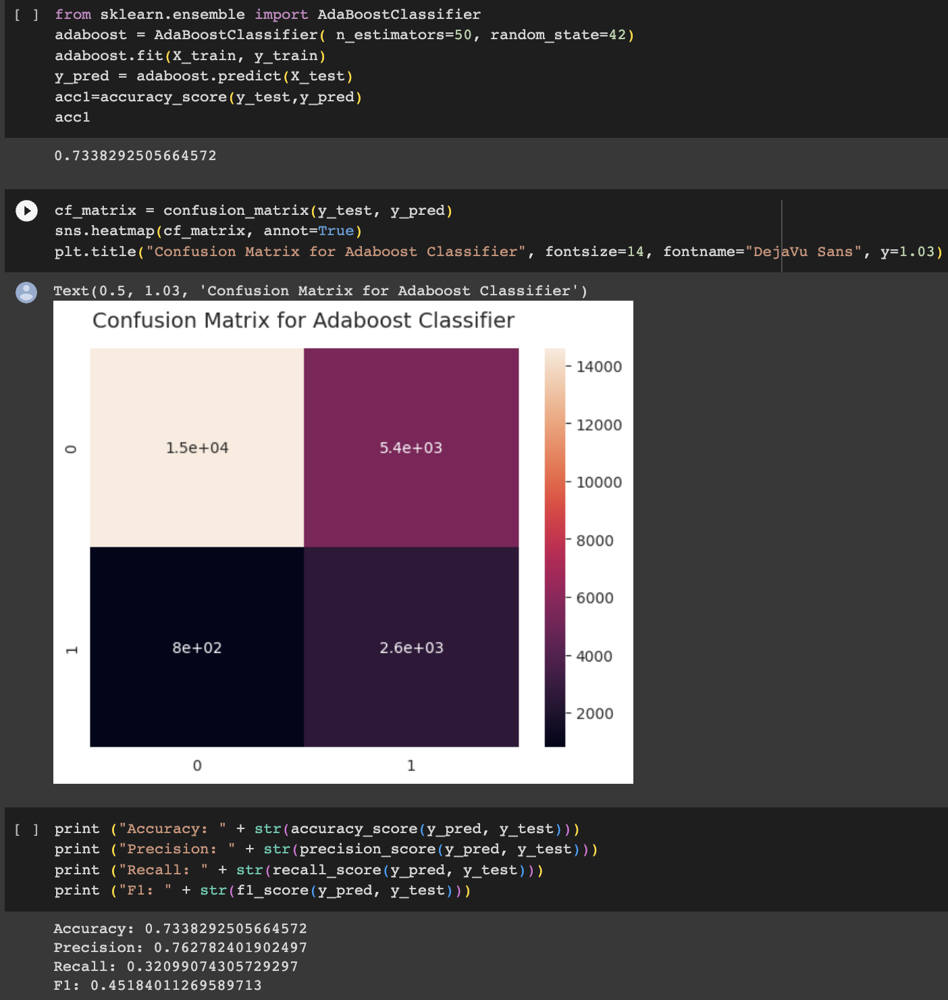 [ ] from sklearn.ensemble import AdaBoostClassifier
adaboost = AdaBoostClassifier( n_estimators=50, random_state=42)
adaboost.fit(X_train, y_train)
y_pred = adaboost.predict(X_test)
acc1=accuracy_score(y_test,y_pred)
acc1
0.7338292505664572
cf_matrix = confusion_matrix(y_test, y_pred)
sns.heatmap(cf_matrix, annot=True)
plt.title("Confusion Matrix for Adaboost Classifier", fontsize=14, fontname="DejaVu Sans", y=1.03)
Text(0.5, 1.03, 'Confusion Matrix for Adaboost Classifier')
Confusion Matrix for Adaboost Classifier
14000
12000
0 1.5e+04 5.4e+03
10000
8000
6000
1 8e+02 2.6e+03
4000
2000
0 1
[ ] print ("Accuracy: " + str(accuracy_score(y_pred, y_test)))
print ("Precision: " + str(precision_score(y_pred, y_test)))
print ("Recall: " + str(recall_score(y_pred, y_test)))
print ("F1: " + str(f1_score(y_pred, y_test)))
Accuracy: 0.7338292505664572
Precision: 0.762782401902497
Recall: 0.32099074305729297
F1: 0.45184011269589713